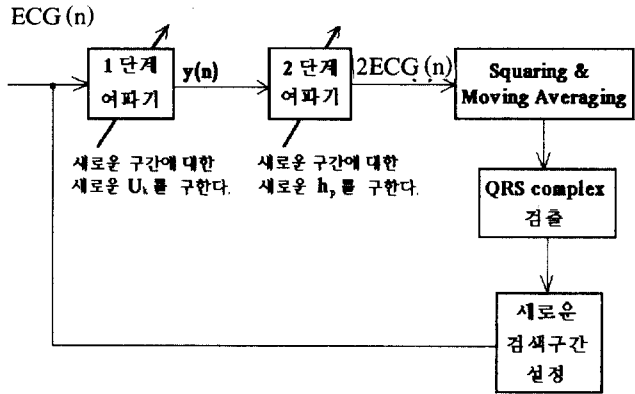 ECG(n)
1 단계
여파기
y(n)
2 단계
여파기
2ECG(n)
Squaring &
Moving Averaging
새로운 구간에 대한
새로운 Uk를 구한다.
새로운 구간에 대한
새로운 hp를 구한다.
QRS complex
검출
새로운
검색구간
설정